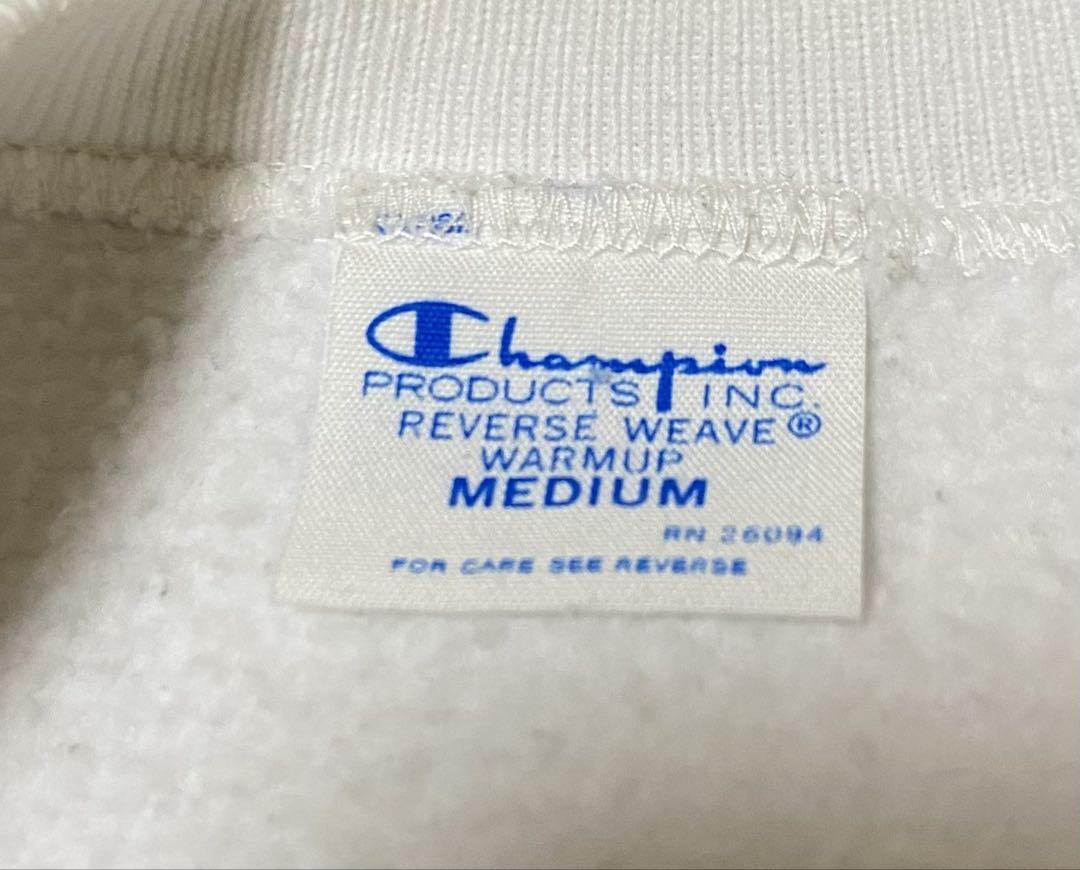 Champion
PRODUCTS INC.
REVERSE WEAVE®
WARMUP
MEDIUM
RN 26094
FOR CARE SEE REVERSE